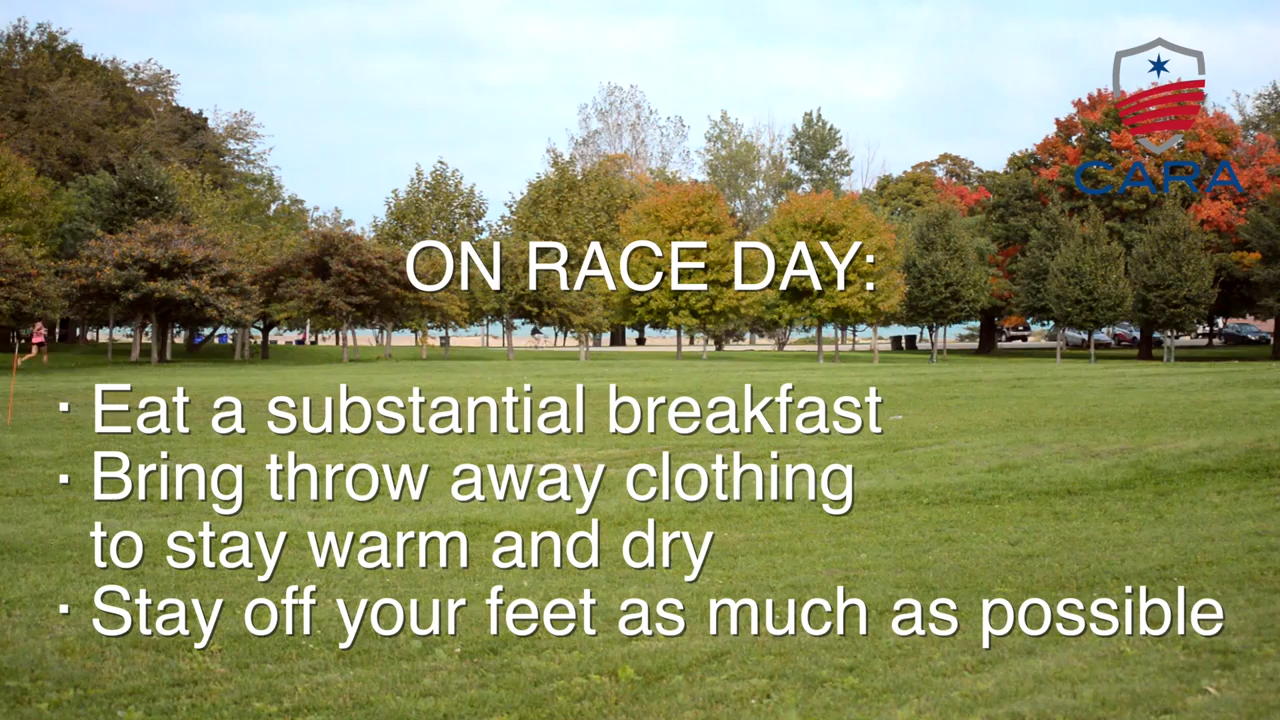 CARA
ON RACE DAY:
· Eat a substantial breakfast
· Bring throw away clothing
to stay warm and dry
· Stay off your feet as much as possible